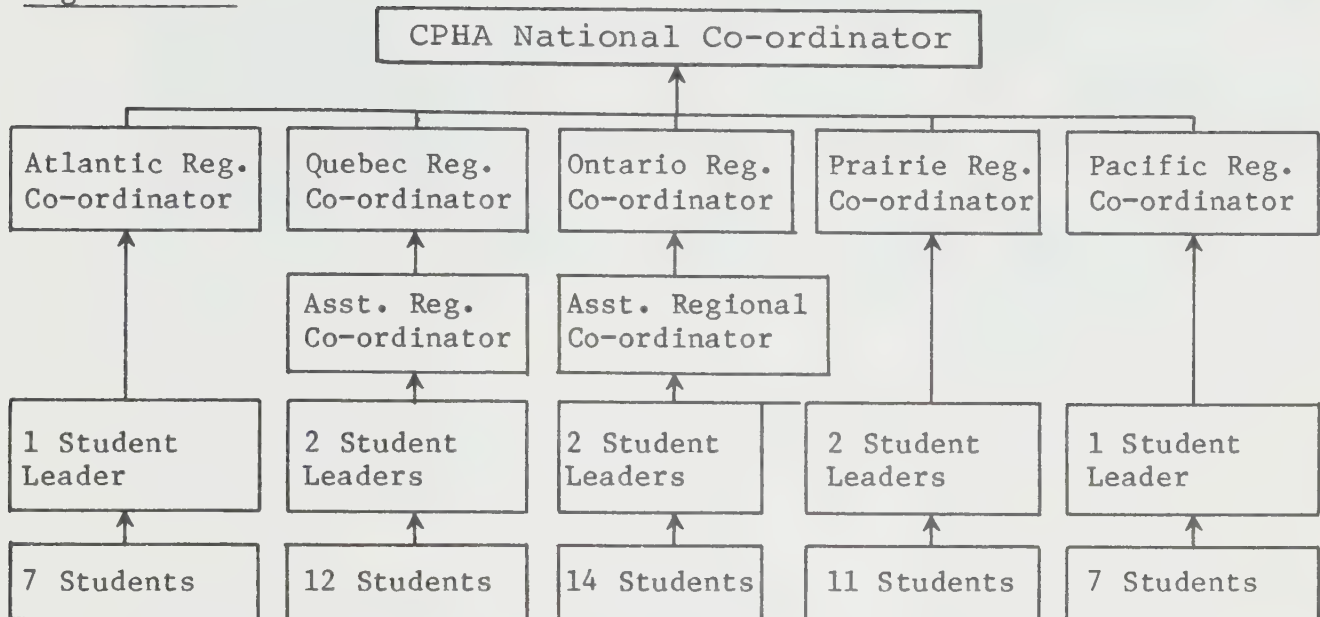 CPHA National Co-ordinator
Atlantic Reg.
Co-ordinator
Quebec Reg.
Co-ordinator
Ontario Reg.
Co-ordinator
Prairie Reg.
Co-ordinator
Pacific Reg.
Co-ordinator
Asst. Reg.
Co-ordinator
Asst. Regional
Co-ordinator
1 Student
Leader
2 Student
Leaders
2 Student
Leaders
2 Student
Leaders
1 Student
Leader
7 Students
12 Students
14 Students
11 Students
7 Students